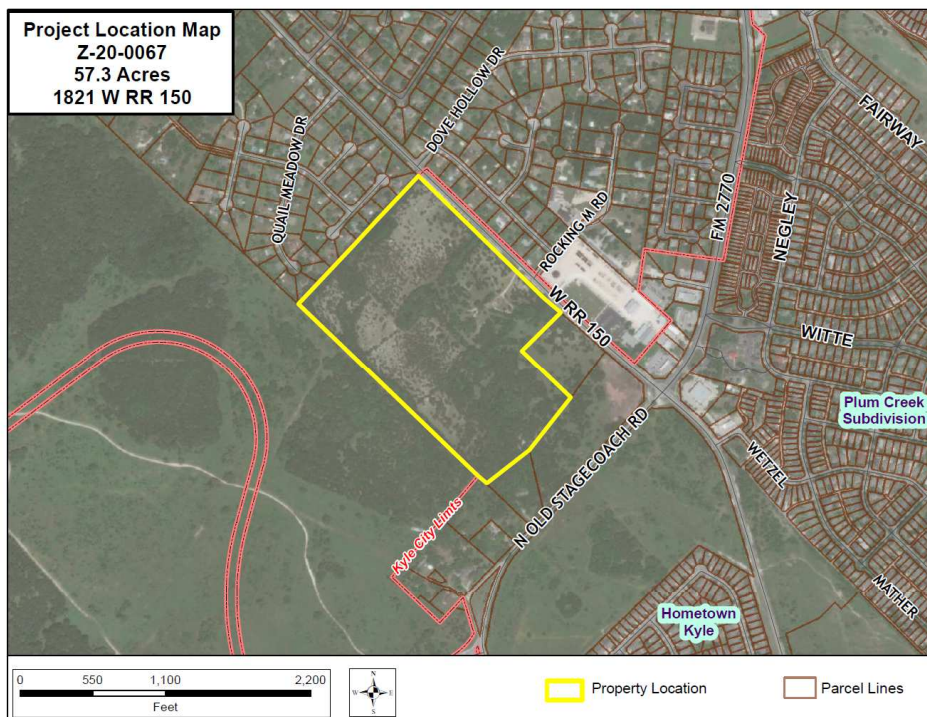 Project Location Map
Z-20-0067
57.3 Acres
1821 W RR 150
DOVE HOLLOW DR
QUAIL MEADOW DR
FAIRWAY
FM 2770
NEGLEY
ROCKING M RD
W RR 150
WITTE
Plum Creek
Subdivision
N OLD STAGECOACH RD
WETZEL
Kyle City Limts
MATHER
Hometown
Kyle
0 550 1,100 2,200
Feet
N
W E
S
Property Location
Parcel Lines